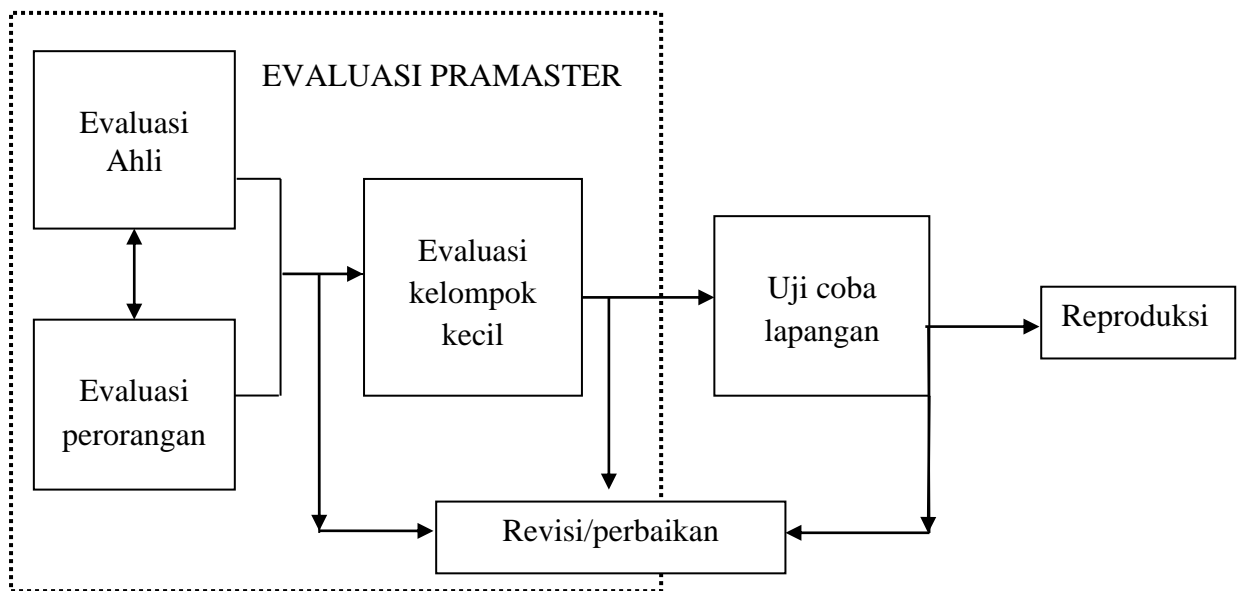 EVALUASI PRAMASTER
Evaluasi
Ahli
Evaluasi
perorangan
Evaluasi
kelompok
kecil
Uji coba
lapangan
Reproduksi
Revisi/perbaikan